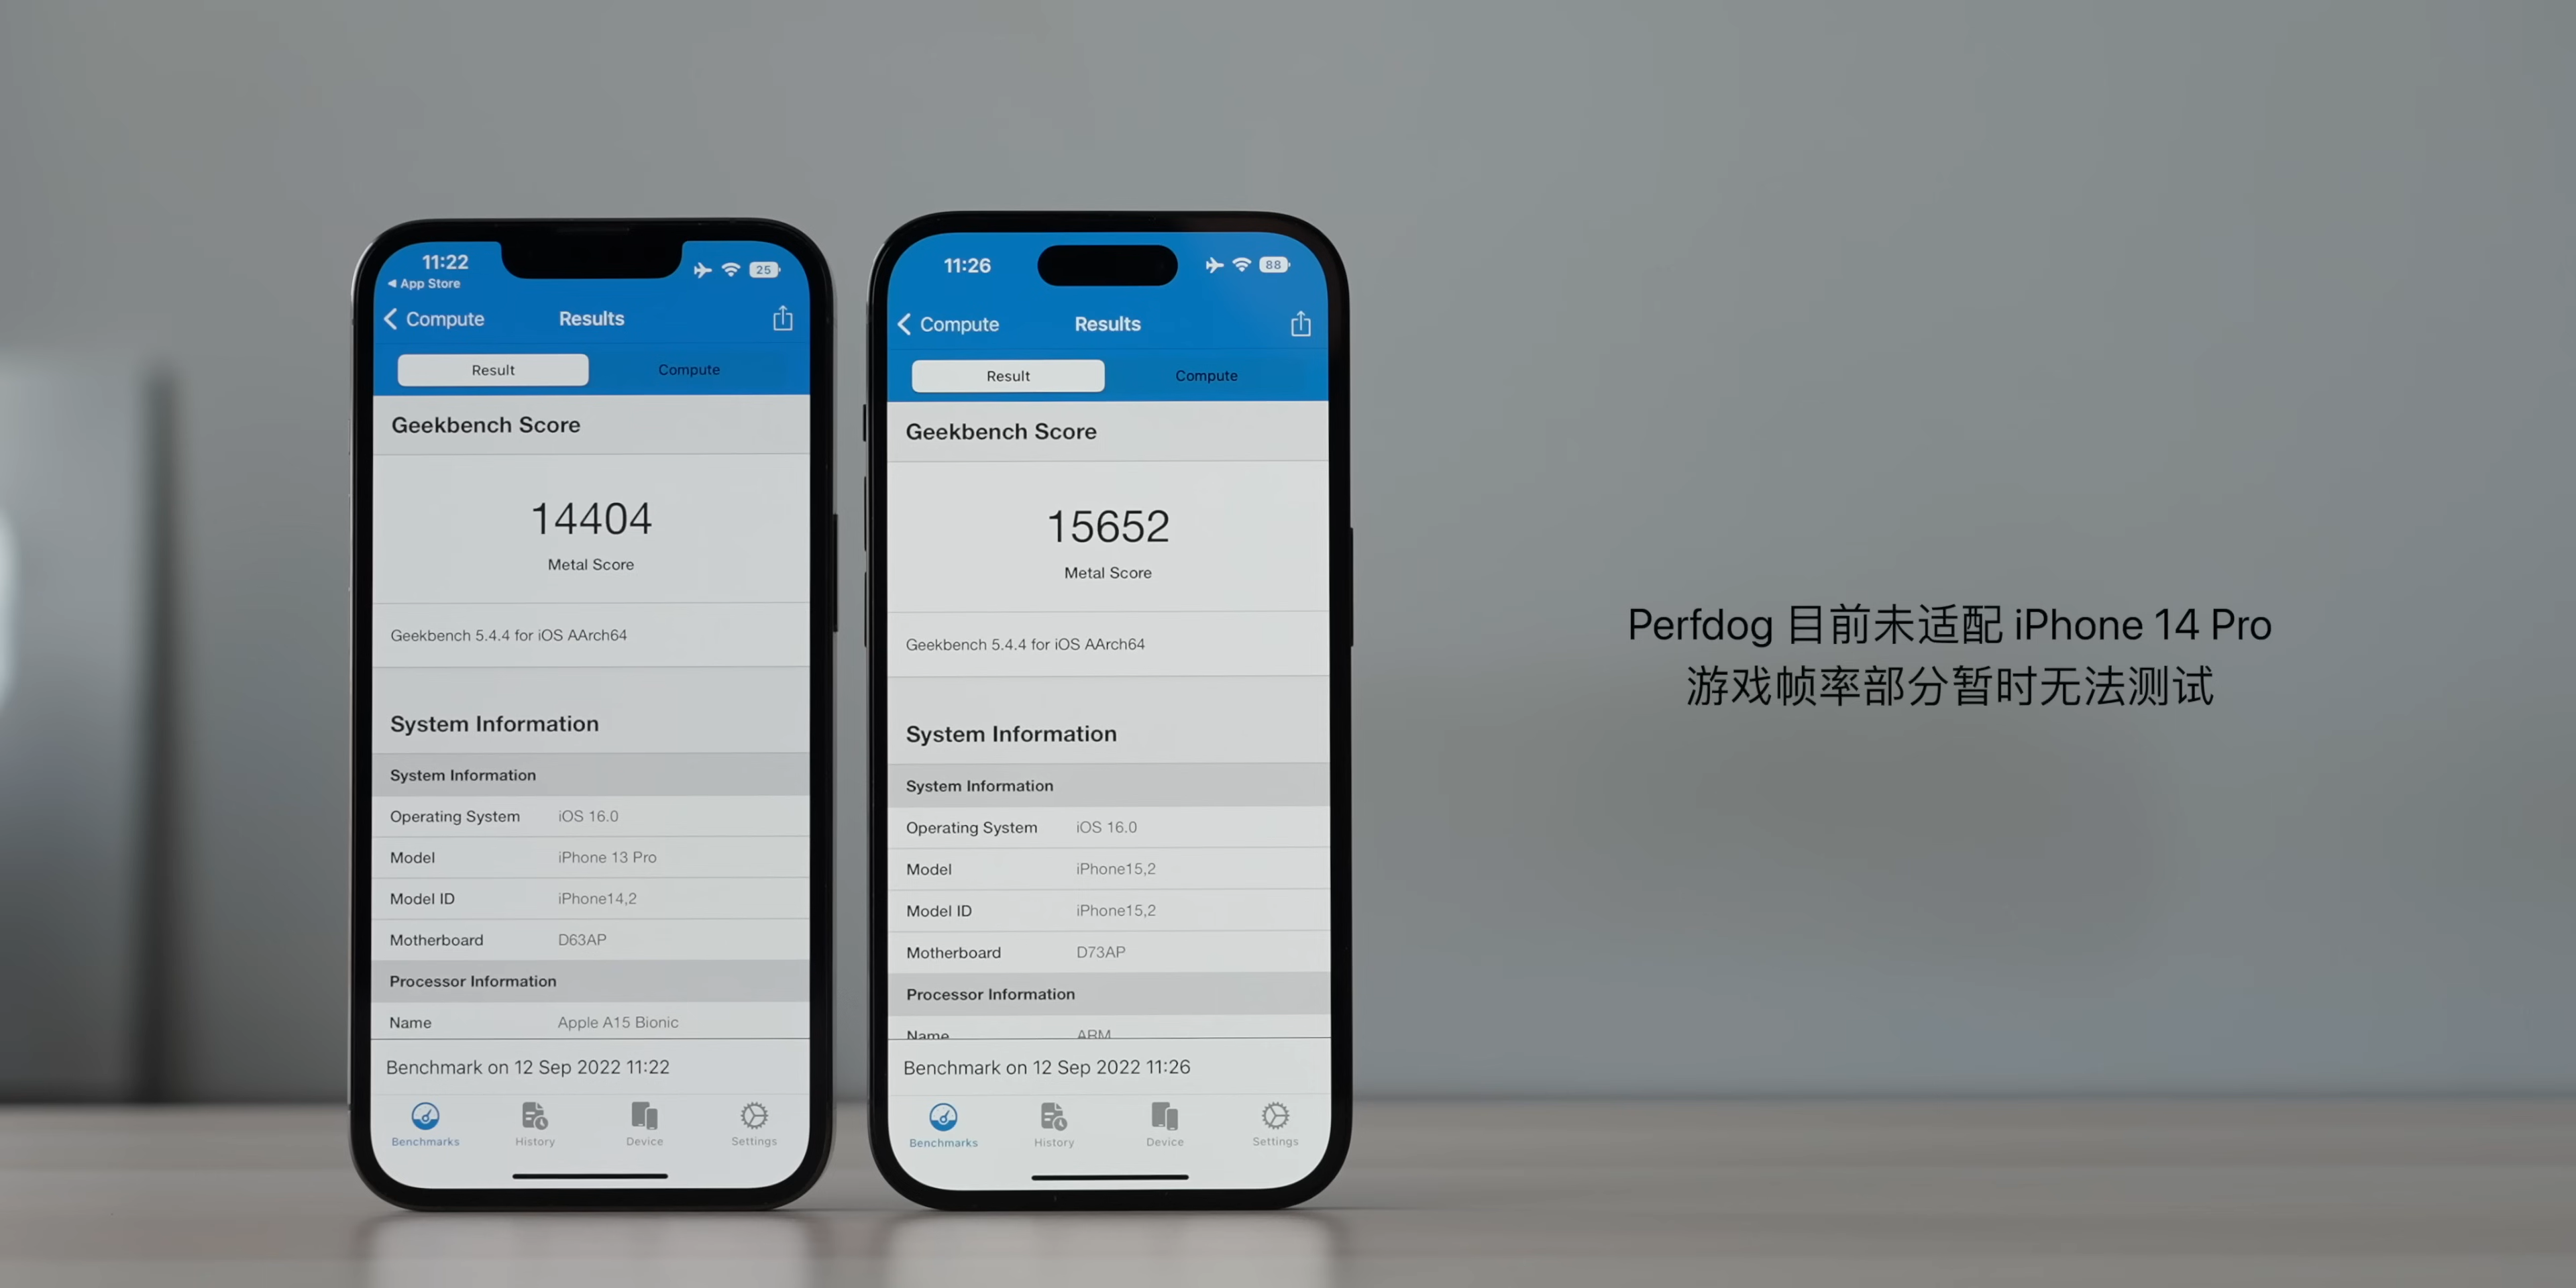 11:22
25
◀ App Store
Compute
Results
Result
Compute
Geekbench Score
14404
Metal Score
Geekbench 5.4.4 for iOS AArch64
System Information
System Information
Operating System iOS 16.0
Model iPhone 13 Pro
Model ID iPhone14,2
Motherboard D63AP
Processor Information
Name Apple A15 Bionic
Benchmark on 12 Sep 2022 11:22
Benchmarks
History
Device
Settings
11:26
88
Compute
Results
Result
Compute
Geekbench Score
15652
Metal Score
Geekbench 5.4.4 for iOS AArch64
System Information
System Information
Operating System iOS 16.0
Model iPhone15,2
Model ID iPhone15,2
Motherboard D73AP
Processor Information
Name ARM
Benchmark on 12 Sep 2022 11:26
Benchmarks
History
Device
Settings
Perfdog 目前未适配 iPhone 14 Pro
游戏帧率部分暂时无法测试